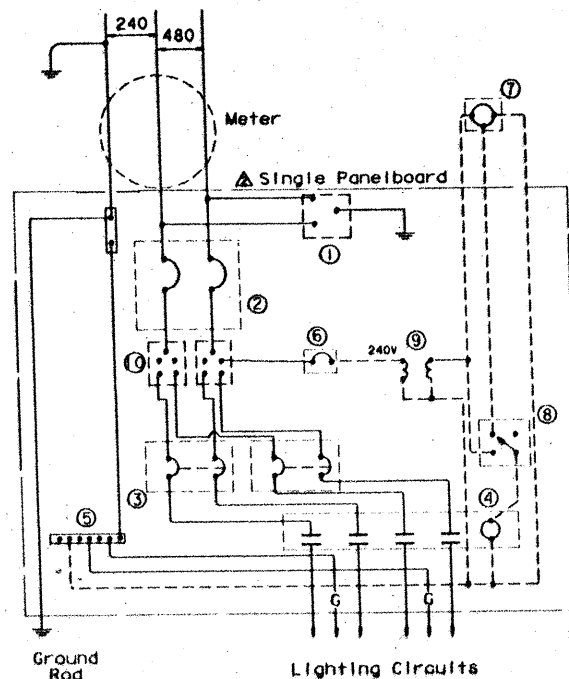 240
480
Meter
⑦
⚠ Single Panelboard
①
②
⑥
240V
⑨
⑩
⑧
③
④
⑤
G
G
Ground
Rod
Lighting Circuits